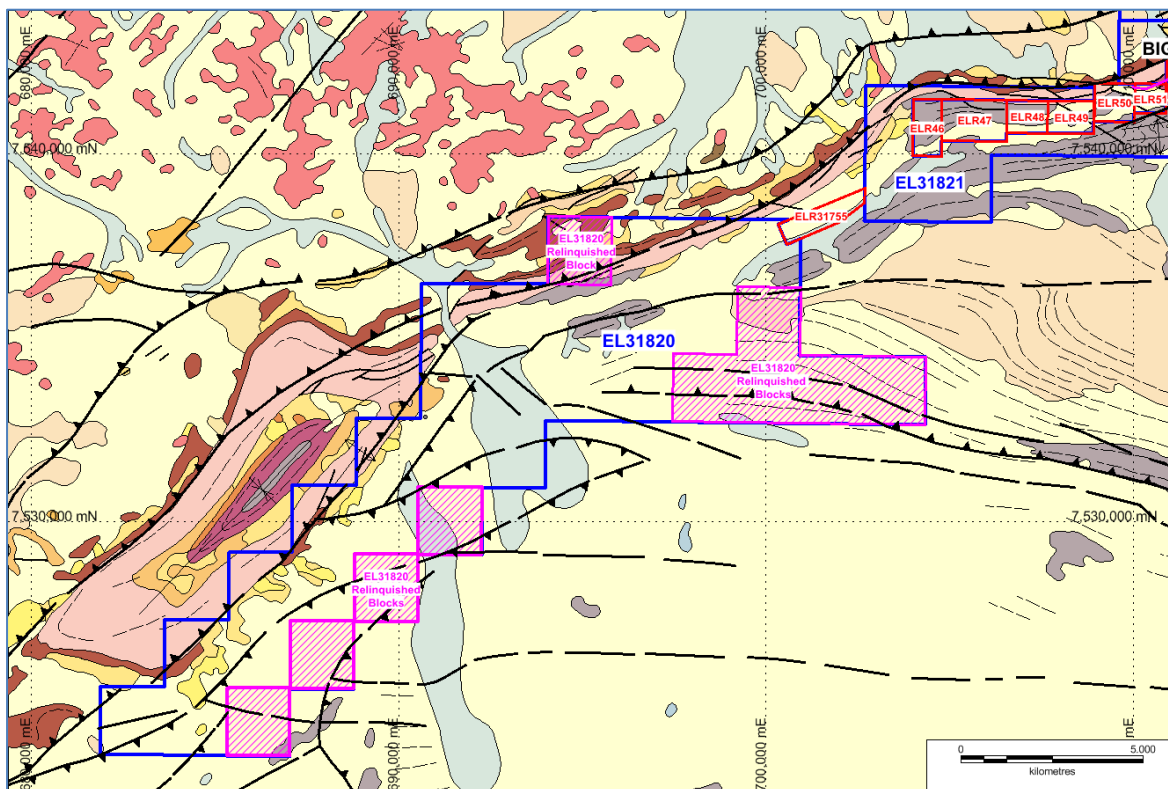 680,000 mE
690,000 mE
700,000 mE
mE
BIG
ELR46
ELR47
ELR48
ELR49
ELR50
ELR51
7,540,000 mN
7,540,000 mN
EL31821
ELR31755
EL31820
Relinquished
Block
EL31820
EL31820
Relinquished
Blocks
7,530,000 mN
7,530,000 mN
EL31820
Relinquished
Blocks
680,000 mE
690,000 mE
700,000 mE
mE
0
5.000
kilometres